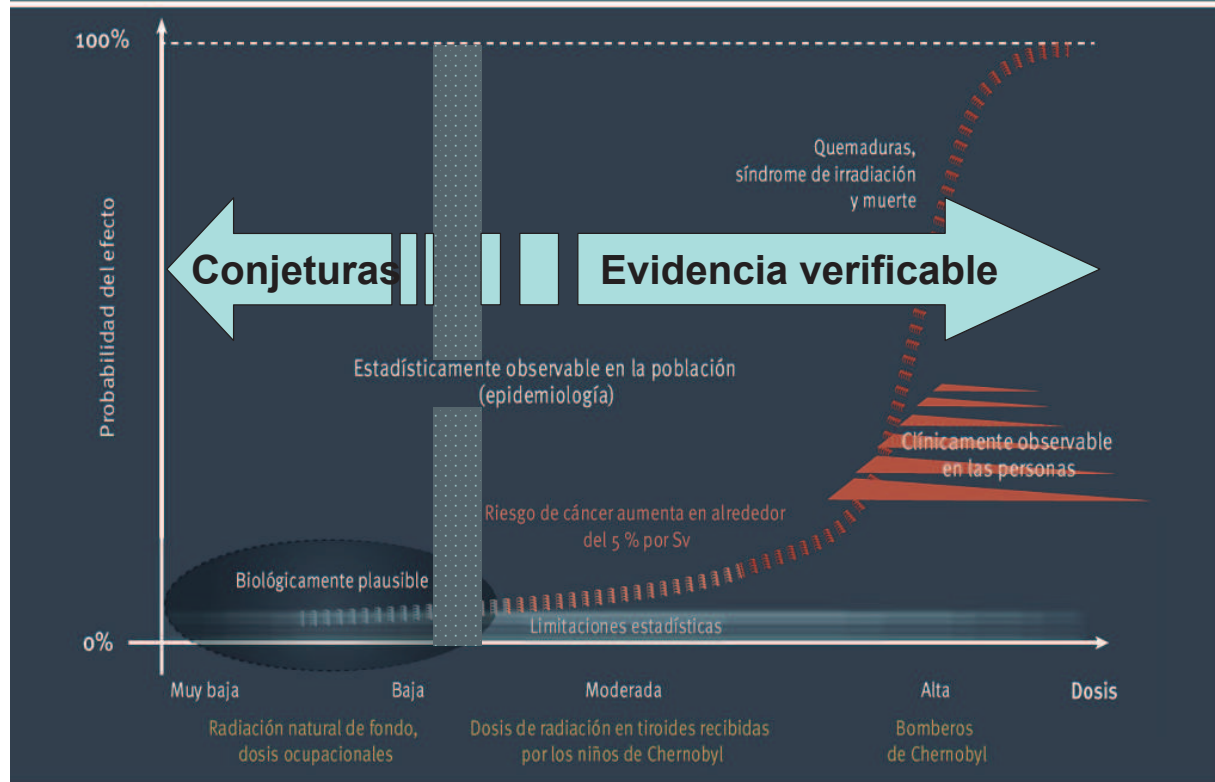 100%
Quemaduras,
síndrome de irradiación
y muerte
Probabilidad del efecto
Conjeturas
Evidencia verificable
Estadísticamente observable en la población
(epidemiología)
Clínicamente observable
en las personas
Riesgo de cáncer aumenta en alrededor
del 5 % por Sv
Biológicamente plausible
Limitaciones estadísticas
0%
Muy baja
Baja
Moderada
Alta
Dosis
Radiación natural de fondo,
dosis ocupacionales
Dosis de radiación en tiroides recibidas
por los niños de Chernobyl
Bomberos
de Chernobyl